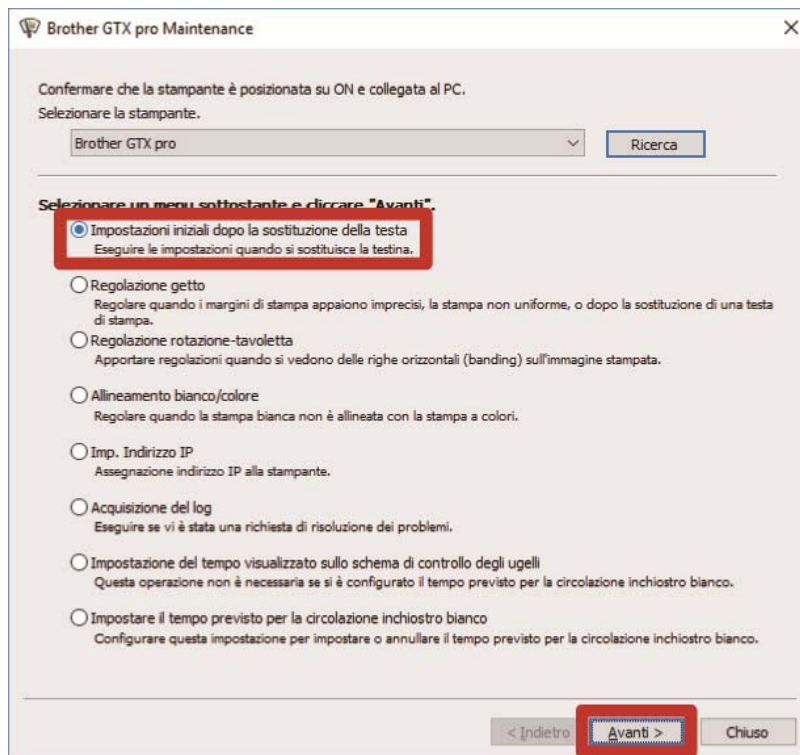 Brother GTX pro Maintenance
Confermare che la stampante è posizionata su ON e collegata al PC.
Selezionare la stampante.
Brother GTX pro
Ricerca
Selezionare un menu sottostante e cliccare "Avanti".
Impostazioni iniziali dopo la sostituzione della testa
Eseguire le impostazioni quando si sostituisce la testina.
Regolazione getto
Regolare quando i margini di stampa appaiono imprecisi, la stampa non uniforme, o dopo la sostituzione di una testa
di stampa.
Regolazione rotazione-tavoletta
Apportare regolazioni quando si vedono delle righe orizzontali (banding) sull'immagine stampata.
Allineamento bianco/colore
Regolare quando la stampa bianca non è allineata con la stampa a colori.
Imp. Indirizzo IP
Assegnazione indirizzo IP alla stampante.
Acquisizione del log
Eseguire se vi è stata una richiesta di risoluzione dei problemi.
Impostazione del tempo visualizzato sullo schema di controllo degli ugelli
Questa operazione non è necessaria se si è configurato il tempo previsto per la circolazione inchiostro bianco.
Impostare il tempo previsto per la circolazione inchiostro bianco
Configurare questa impostazione per impostare o annullare il tempo previsto per la circolazione inchiostro bianco.
< Indietro
Avanti >
Chiuso